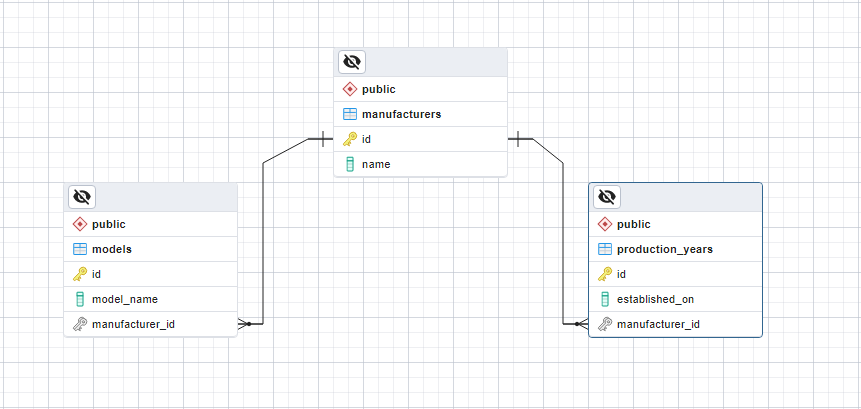 public
manufacturers
id
name
public
models
id
model_name
manufacturer_id
public
production_years
id
established_on
manufacturer_id